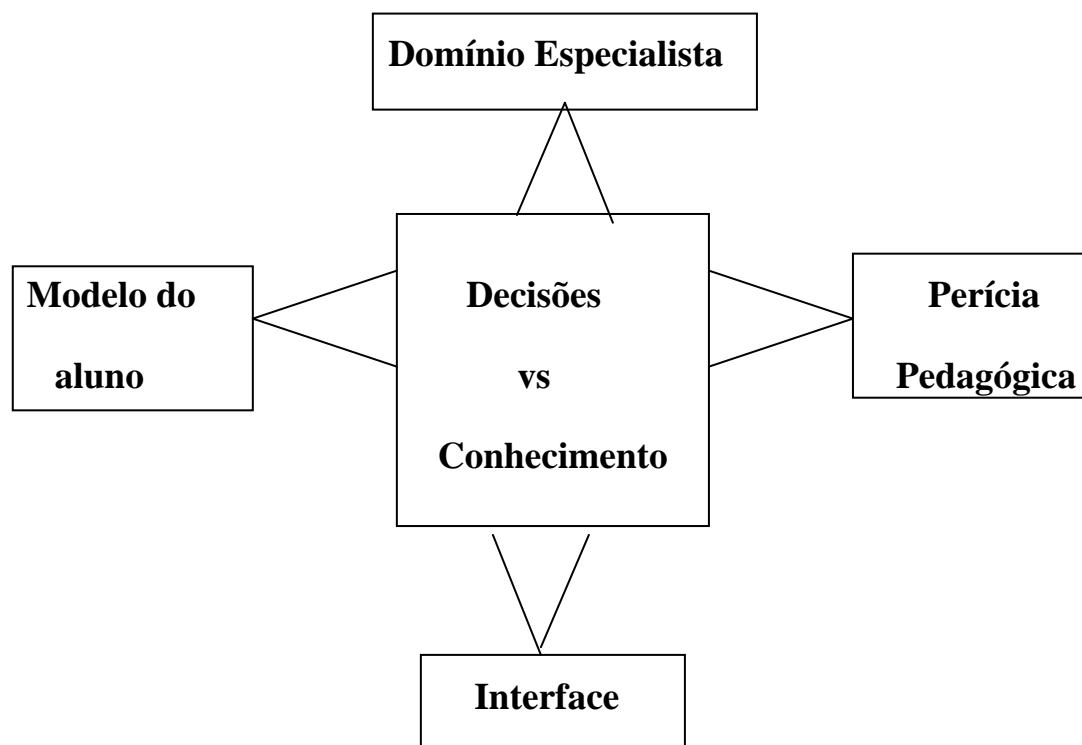 Domínio Especialista
Modelo do
aluno
Decisões
vs
Conhecimento
Perícia
Pedagógica
Interface